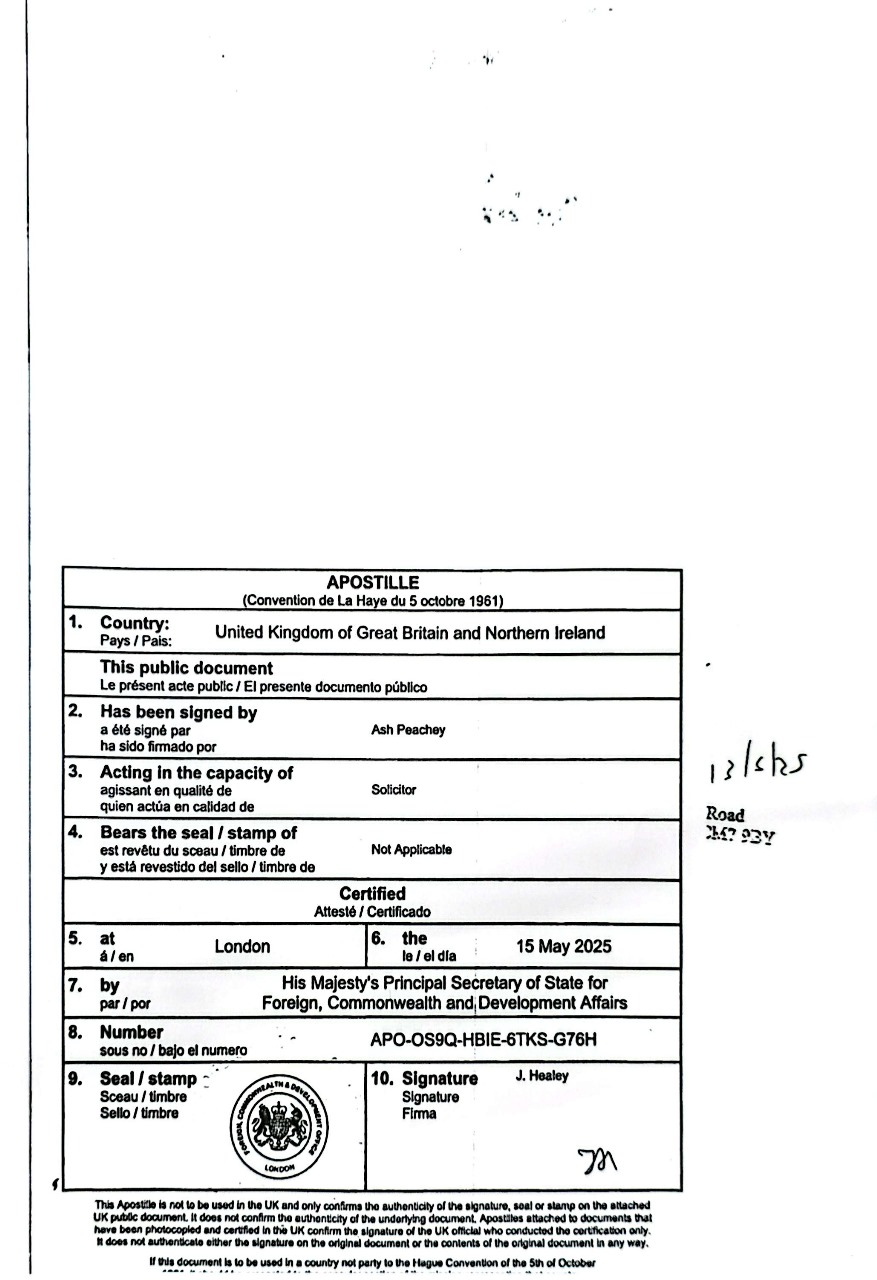 APOSTILLE
(Convention de La Haye du 5 octobre 1961)
1. Country: United Kingdom of Great Britain and Northern Ireland
Pays / Pais:
This public document
Le présent acte public / El presente documento público
2. Has been signed by
a été signé par Ash Peachey
ha sido firmado por
3. Acting in the capacity of
agissant en qualité de Solicitor
quien actúa en calidad de
4. Bears the seal / stamp of
est revêtu du sceau / timbre de Not Applicable
y está revestido del sello / timbre de
Certified
Attesté / Certificado
5. at London 6. the 15 May 2025
á / en le / el día
7. by His Majesty's Principal Secretary of State for
par / por Foreign, Commonwealth and Development Affairs
8. Number APO-OS9Q-HBIE-6TKS-G76H
sous no / bajo el numero
9. Seal / stamp 10. Signature J. Healey
Sceau / timbre Signature
Sello / timbre Firma
FOREIGN, COMMONWEALTH & DEVELOPMENT OFFICE
LONDON
This Apostille is not to be used in the UK and only confirms the authenticity of the signature, seal or stamp on the attached
UK public document. It does not confirm the authenticity of the underlying document. Apostilles attached to documents that
have been photocopied and certified in the UK confirm the signature of the UK official who conducted the certification only.
It does not authenticate either the signature on the original document or the contents of the original document in any way.
If this document is to be used in a country not party to the Hague Convention of the 5th of October
13/5/25
Road